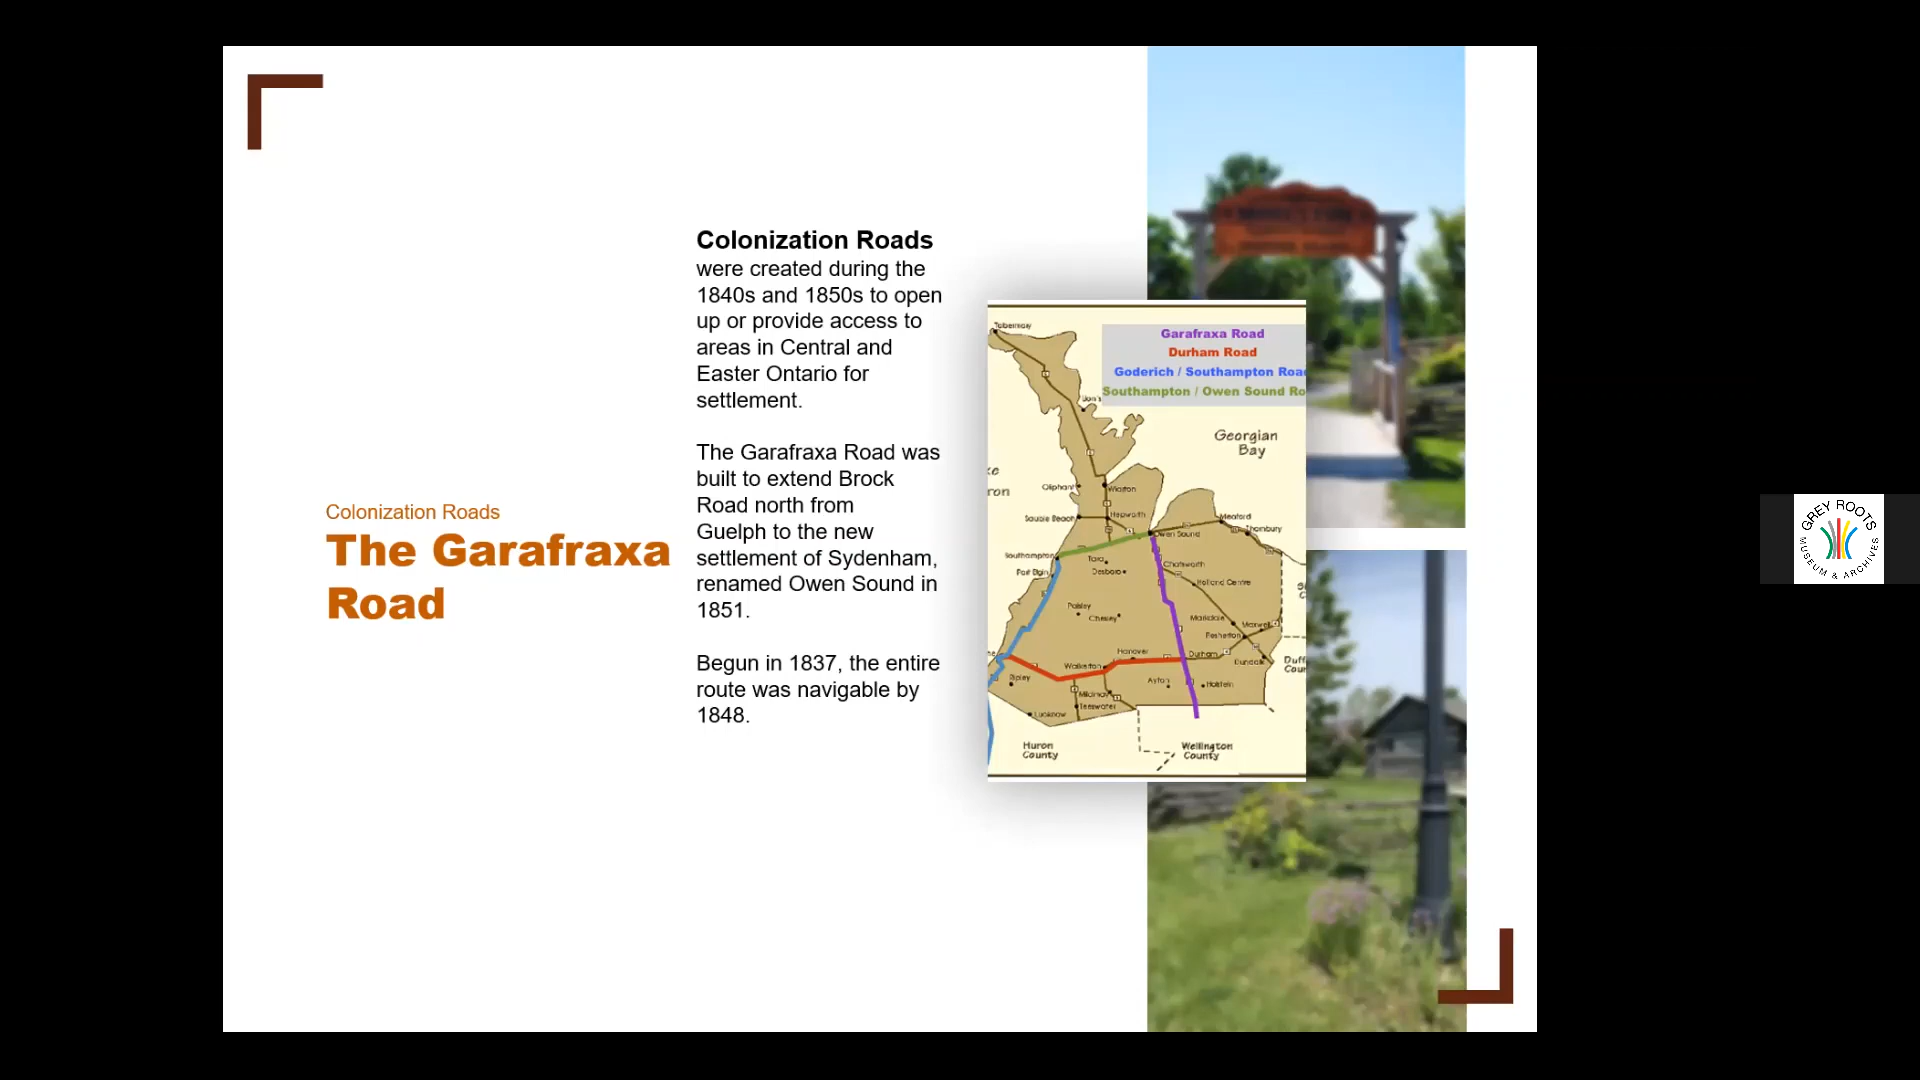 Colonization Roads
The Garafraxa
Road
Colonization Roads
were created during the
1840s and 1850s to open
up or provide access to
areas in Central and
Easter Ontario for
settlement.
The Garafraxa Road was
built to extend Brock
Road north from
Guelph to the new
settlement of Sydenham,
renamed Owen Sound in
1851.
Begun in 1837, the entire
route was navigable by
1848.
Garafraxa Road
Durham Road
Goderich / Southampton Roa
Southampton / Owen Sound Ro
Tobermory
Georgian
Bay
ke
ron
Oliphant
Wiarton
Sauble Beach
Hepworth
Meaford
Thornbury
Owen Sound
Southampton
Tara
Port Elgin
Desboro
Chatsworth
Holland Centre
Paisley
Chesley
Markdale
Maxwell
Flesherton
Hanover
Durham
Walkerton
Dundalk
Duff
Coun
Ripley
Ayton
Holstein
Mildmay
Teeswater
Lucknow
Huron
County
Wellington
County
GREY ROOTS
MUSEUM & ARCHIVES